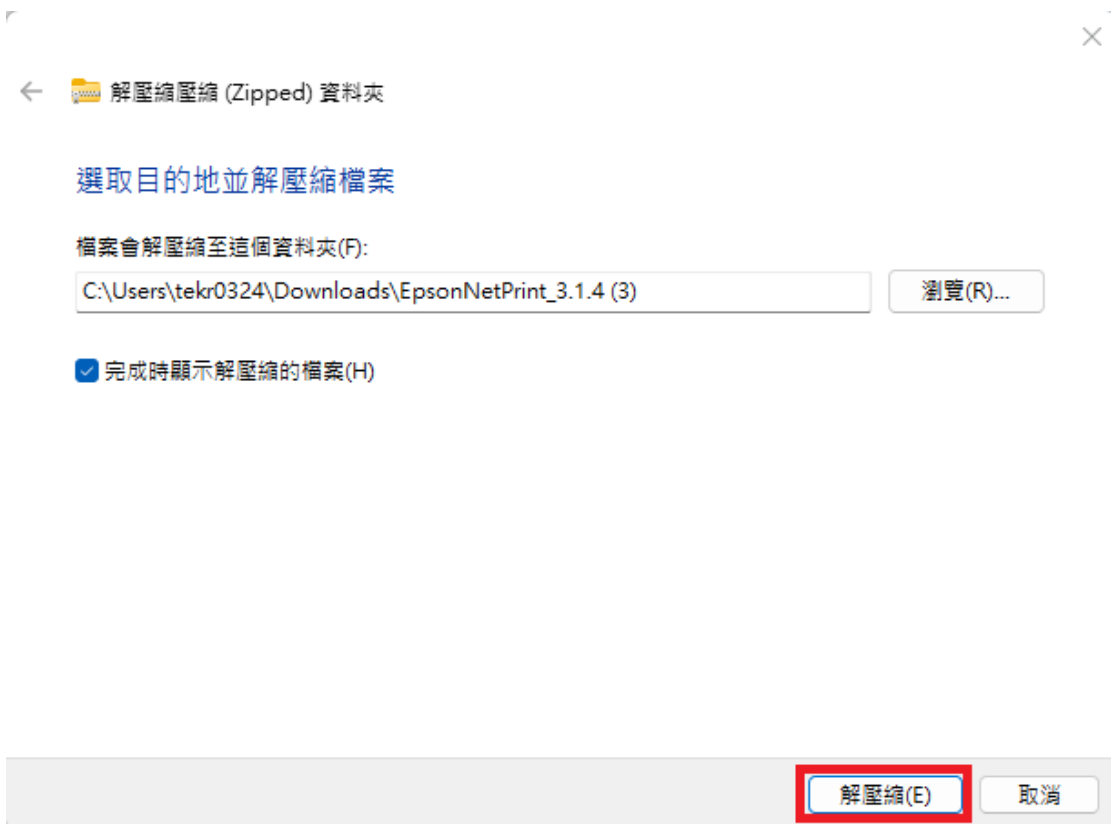 解壓縮壓縮 (Zipped) 資料夾
選取目的地並解壓縮檔案
檔案會解壓縮至這個資料夾(F):
C:\Users\tekr0324\Downloads\EpsonNetPrint_3.1.4 (3)
瀏覽(R)...
完成時顯示解壓縮的檔案(H)
解壓縮(E)
取消